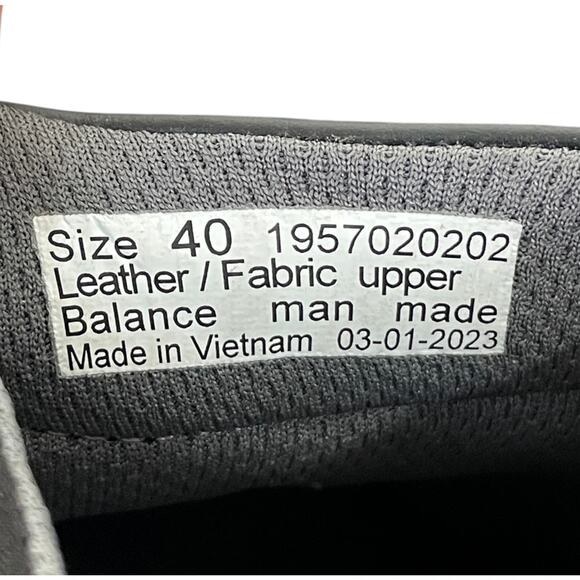 Size 40 1957020202
Leather / Fabric upper
Balance man made
Made in Vietnam 03-01-2023